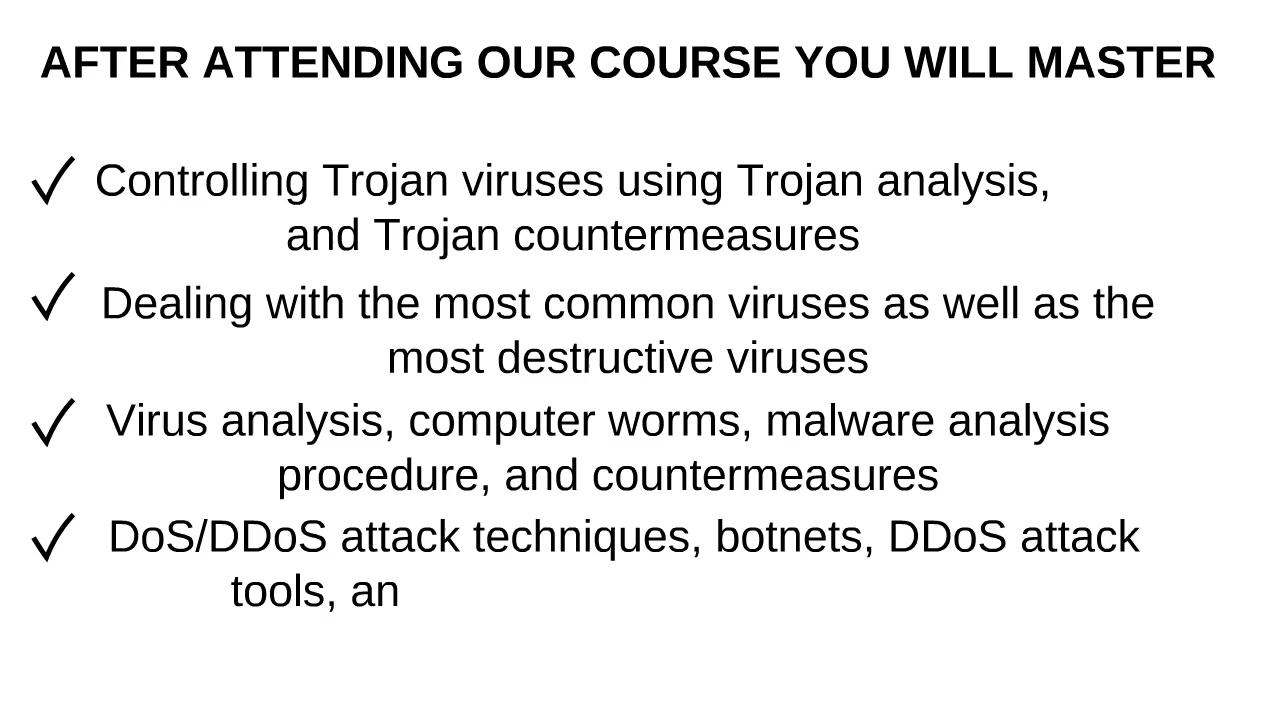 AFTER ATTENDING OUR COURSE YOU WILL MASTER
Controlling Trojan viruses using Trojan analysis,
and Trojan countermeasures
Dealing with the most common viruses as well as the
most destructive viruses
Virus analysis, computer worms, malware analysis
procedure, and countermeasures
DoS/DDoS attack techniques, botnets, DDoS attack
tools, an